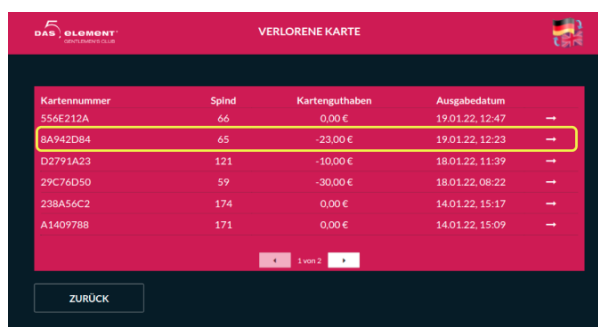 DAS ELEMENT
GENTLEMEN'S CLUB
VERLORENE KARTE
Kartennummer Spind Kartenguthaben Ausgabedatum
556E212A 66 0,00 € 19.01.22, 12:47 →
8A942D84 65 -23,00 € 19.01.22, 12:23 →
D2791A23 121 -10,00 € 18.01.22, 11:39 →
29C76D50 59 -30,00 € 18.01.22, 08:22 →
238A56C2 174 0,00 € 14.01.22, 15:17 →
A1409788 171 0,00 € 14.01.22, 15:09 →
1 von 2
ZURÜCK